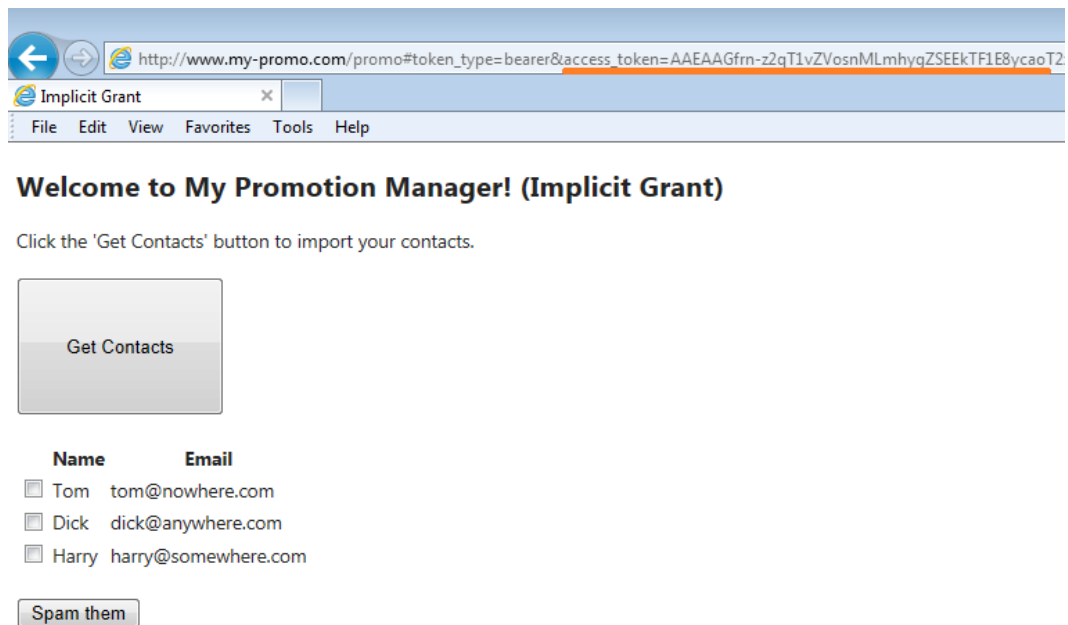 http://www.my-promo.com/promo#token_type=bearer&access_token=AAEAAGfrn-z2qT1vZVosnMLmhygZSEEkTF1E8ycaoT2
Implicit Grant
File Edit View Favorites Tools Help
Welcome to My Promotion Manager! (Implicit Grant)
Click the 'Get Contacts' button to import your contacts.
Get Contacts
Name Email
Tom tom@nowhere.com
Dick dick@anywhere.com
Harry harry@somewhere.com
Spam them